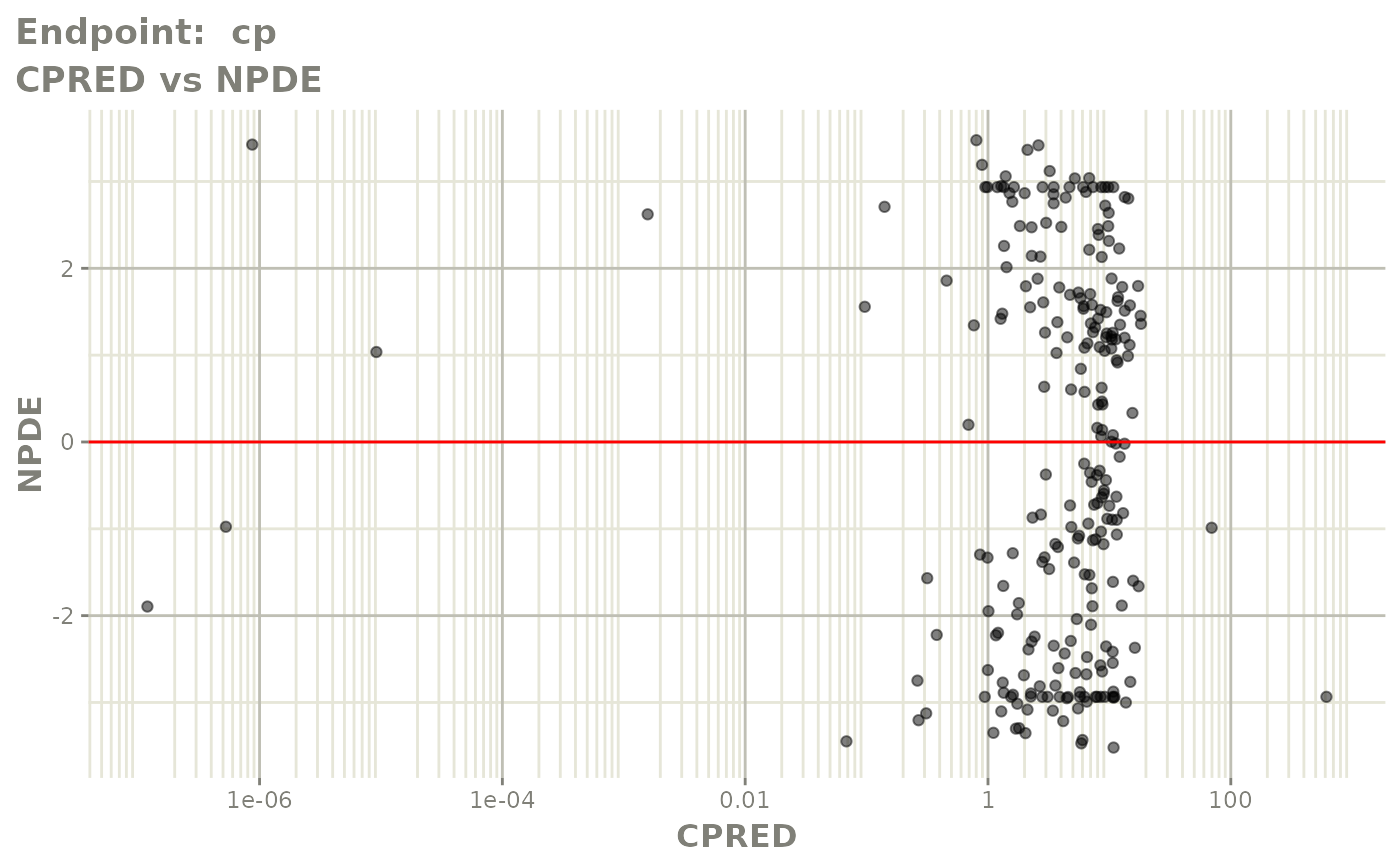 Endpoint:  cp
CPRED vs NPDE
NPDE
2
0
-2
1e-06
1e-04
0.01
1
100
CPRED